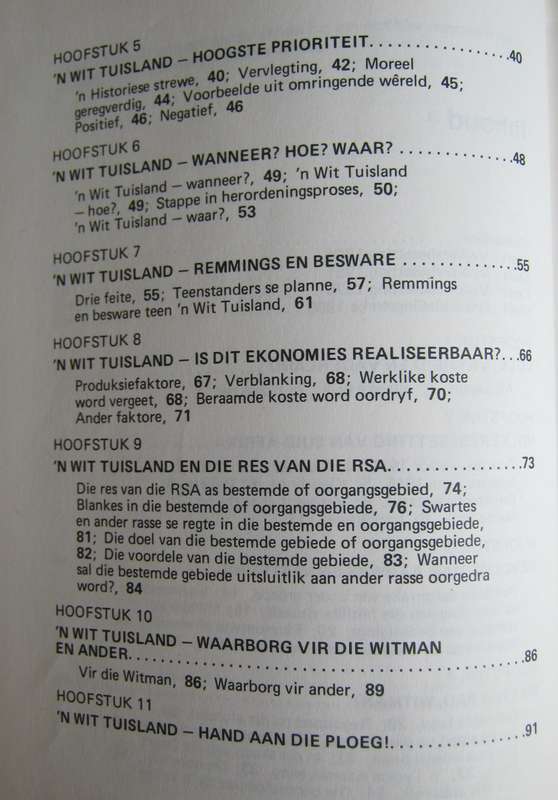 HOOFSTUK 5
'N WIT TUISLAND – HOOGSTE PRIORITEIT. . . . . . . . . . . . . . . . .40
'n Historiese strewe, 40; Vervlegting, 42; Moreel
geregverdig, 44; Voorbeelde uit omringende wêreld, 45;
Positief, 46; Negatief, 46
HOOFSTUK 6
'N WIT TUISLAND – WANNEER? HOE? WAAR? . . . . . . . . . . . . .48
'n Wit Tuisland – wanneer?, 49; 'n Wit Tuisland
– hoe?, 49; Stappe in herordeningsproses, 50;
'n Wit Tuisland – waar?, 53
HOOFSTUK 7
'N WIT TUISLAND – REMMINGS EN BESWARE . . . . . . . . . . . . .55
Drie feite, 55; Teenstanders se planne, 57; Remmings
en besware teen 'n Wit Tuisland, 61
HOOFSTUK 8
'N WIT TUISLAND – IS DIT EKONOMIES REALISEERBAAR?. . .66
Produksiefaktore, 67; Verblanking, 68; Werklike koste
word vergeet, 68; Beraamde koste word oordryf, 70;
Ander faktore, 71
HOOFSTUK 9
'N WIT TUISLAND EN DIE RES VAN DIE RSA. . . . . . . . . . . . . . .73
Die res van die RSA as bestemde of oorgangsgebied, 74;
Blankes in die bestemde of oorgangsgebiede, 76; Swartes
en ander rasse se regte in die bestemde en oorgangsgebiede,
81; Die doel van die bestemde gebiede of oorgangsgebiede,
82; Die voordele van die bestemde gebiede, 83; Wanneer
sal die bestemde gebiede uitsluitlik aan ander rasse oorgedra
word?, 84
HOOFSTUK 10
'N WIT TUISLAND – WAARBORG VIR DIE WITMAN
EN ANDER. . . . . . . . . . . . . . . . . . . . . . . . . . . . . . . . . . . . . . . . . .86
Vir die Witman, 86; Waarborg vir ander, 89
HOOFSTUK 11
'N WIT TUISLAND – HAND AAN DIE PLOEG!. . . . . . . . . . . . . . .91